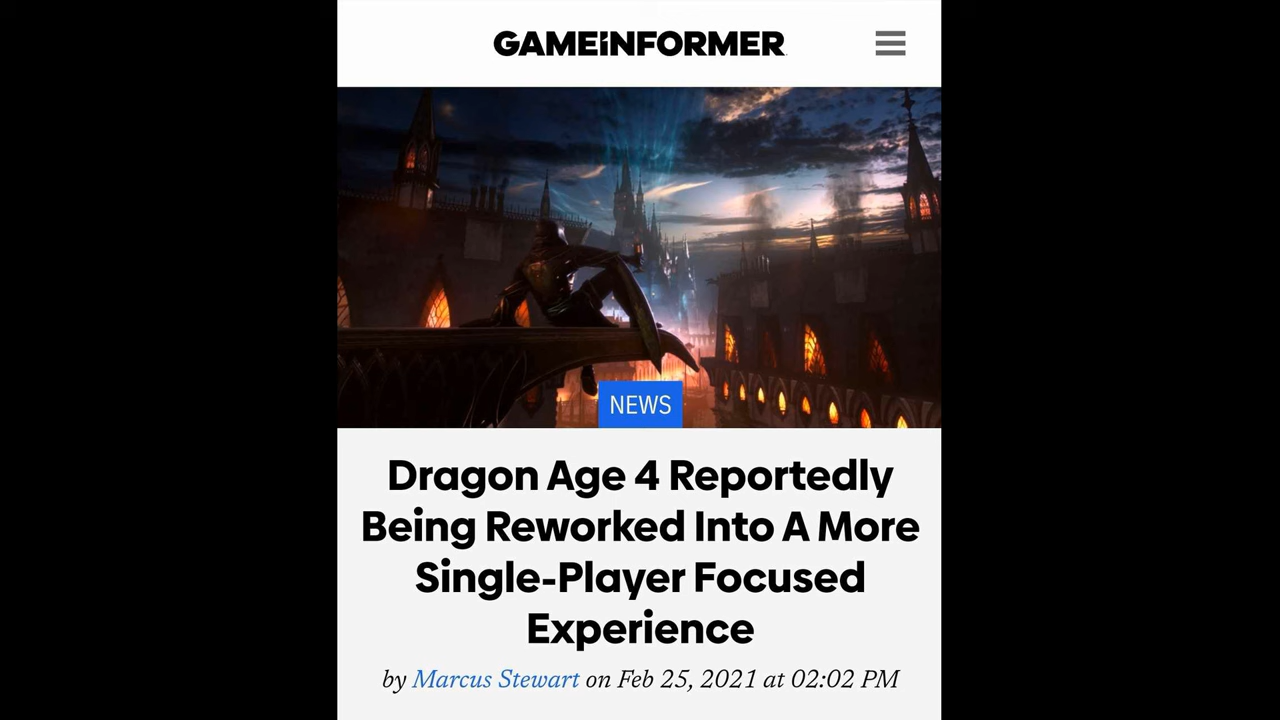 GAMEINFORMER
NEWS
Dragon Age 4 Reportedly
Being Reworked Into A More
Single-Player Focused
Experience
by Marcus Stewart on Feb 25, 2021 at 02:02 PM